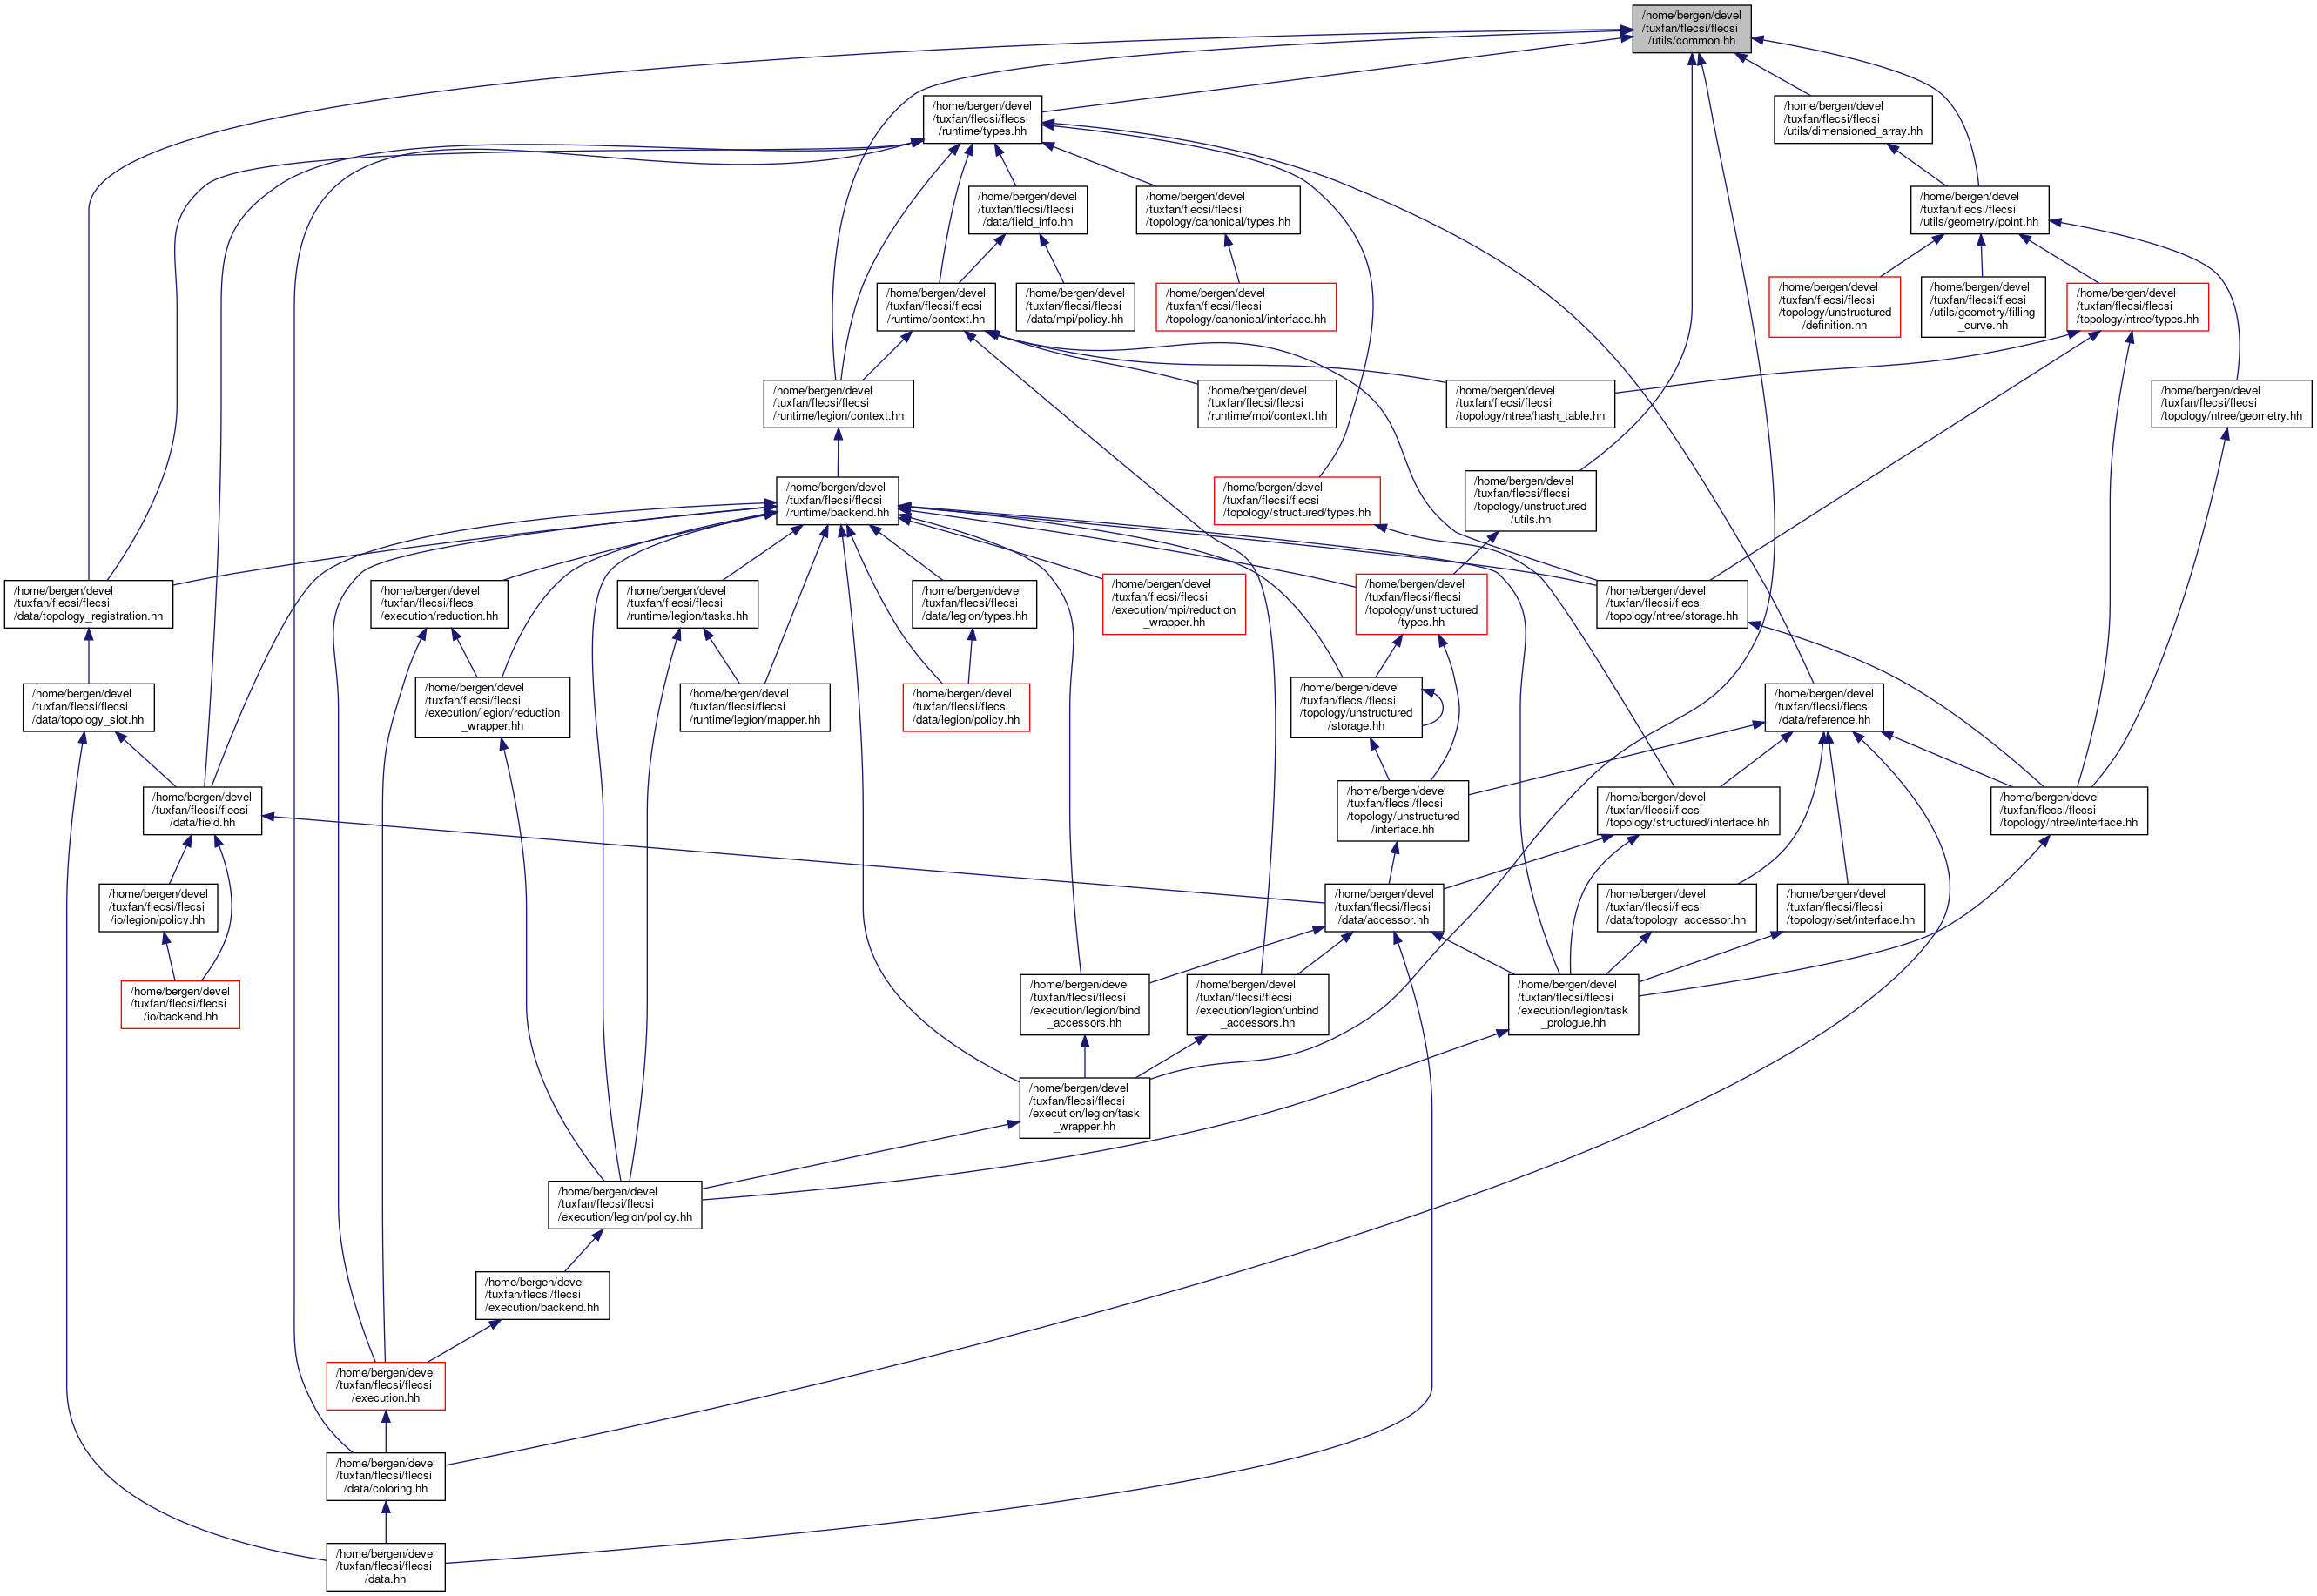 /home/bergen/devel
/tuxfan/flecsi/flecsi
/utils/common.hh
/home/bergen/devel
/tuxfan/flecsi/flecsi
/runtime/types.hh
/home/bergen/devel
/tuxfan/flecsi/flecsi
/utils/dimensioned_array.hh
/home/bergen/devel
/tuxfan/flecsi/flecsi
/data/field_info.hh
/home/bergen/devel
/tuxfan/flecsi/flecsi
/topology/canonical/types.hh
/home/bergen/devel
/tuxfan/flecsi/flecsi
/utils/geometry/point.hh
/home/bergen/devel
/tuxfan/flecsi/flecsi
/runtime/context.hh
/home/bergen/devel
/tuxfan/flecsi/flecsi
/data/mpi/policy.hh
/home/bergen/devel
/tuxfan/flecsi/flecsi
/topology/canonical/interface.hh
/home/bergen/devel
/tuxfan/flecsi/flecsi
/topology/unstructured
/definition.hh
/home/bergen/devel
/tuxfan/flecsi/flecsi
/utils/geometry/filling
_curve.hh
/home/bergen/devel
/tuxfan/flecsi/flecsi
/topology/ntree/types.hh
/home/bergen/devel
/tuxfan/flecsi/flecsi
/runtime/legion/context.hh
/home/bergen/devel
/tuxfan/flecsi/flecsi
/runtime/mpi/context.hh
/home/bergen/devel
/tuxfan/flecsi/flecsi
/topology/ntree/hash_table.hh
/home/bergen/devel
/tuxfan/flecsi/flecsi
/topology/ntree/geometry.hh
/home/bergen/devel
/tuxfan/flecsi/flecsi
/runtime/backend.hh
/home/bergen/devel
/tuxfan/flecsi/flecsi
/topology/structured/types.hh
/home/bergen/devel
/tuxfan/flecsi/flecsi
/topology/unstructured
/utils.hh
/home/bergen/devel
/tuxfan/flecsi/flecsi
/data/topology_registration.hh
/home/bergen/devel
/tuxfan/flecsi/flecsi
/execution/reduction.hh
/home/bergen/devel
/tuxfan/flecsi/flecsi
/runtime/legion/tasks.hh
/home/bergen/devel
/tuxfan/flecsi/flecsi
/data/legion/types.hh
/home/bergen/devel
/tuxfan/flecsi/flecsi
/execution/mpi/reduction
_wrapper.hh
/home/bergen/devel
/tuxfan/flecsi/flecsi
/topology/unstructured
/types.hh
/home/bergen/devel
/tuxfan/flecsi/flecsi
/topology/ntree/storage.hh
/home/bergen/devel
/tuxfan/flecsi/flecsi
/data/topology_slot.hh
/home/bergen/devel
/tuxfan/flecsi/flecsi
/execution/legion/reduction
_wrapper.hh
/home/bergen/devel
/tuxfan/flecsi/flecsi
/runtime/legion/mapper.hh
/home/bergen/devel
/tuxfan/flecsi/flecsi
/data/legion/policy.hh
/home/bergen/devel
/tuxfan/flecsi/flecsi
/topology/unstructured
/storage.hh
/home/bergen/devel
/tuxfan/flecsi/flecsi
/data/reference.hh
/home/bergen/devel
/tuxfan/flecsi/flecsi
/data/field.hh
/home/bergen/devel
/tuxfan/flecsi/flecsi
/topology/unstructured
/interface.hh
/home/bergen/devel
/tuxfan/flecsi/flecsi
/topology/structured/interface.hh
/home/bergen/devel
/tuxfan/flecsi/flecsi
/topology/ntree/interface.hh
/home/bergen/devel
/tuxfan/flecsi/flecsi
/io/legion/policy.hh
/home/bergen/devel
/tuxfan/flecsi/flecsi
/data/accessor.hh
/home/bergen/devel
/tuxfan/flecsi/flecsi
/data/topology_accessor.hh
/home/bergen/devel
/tuxfan/flecsi/flecsi
/topology/set/interface.hh
/home/bergen/devel
/tuxfan/flecsi/flecsi
/io/backend.hh
/home/bergen/devel
/tuxfan/flecsi/flecsi
/execution/legion/bind
_accessors.hh
/home/bergen/devel
/tuxfan/flecsi/flecsi
/execution/legion/unbind
_accessors.hh
/home/bergen/devel
/tuxfan/flecsi/flecsi
/execution/legion/task
_prologue.hh
/home/bergen/devel
/tuxfan/flecsi/flecsi
/execution/legion/task
_wrapper.hh
/home/bergen/devel
/tuxfan/flecsi/flecsi
/execution/legion/policy.hh
/home/bergen/devel
/tuxfan/flecsi/flecsi
/execution/backend.hh
/home/bergen/devel
/tuxfan/flecsi/flecsi
/execution.hh
/home/bergen/devel
/tuxfan/flecsi/flecsi
/data/coloring.hh
/home/bergen/devel
/tuxfan/flecsi/flecsi
/data.hh